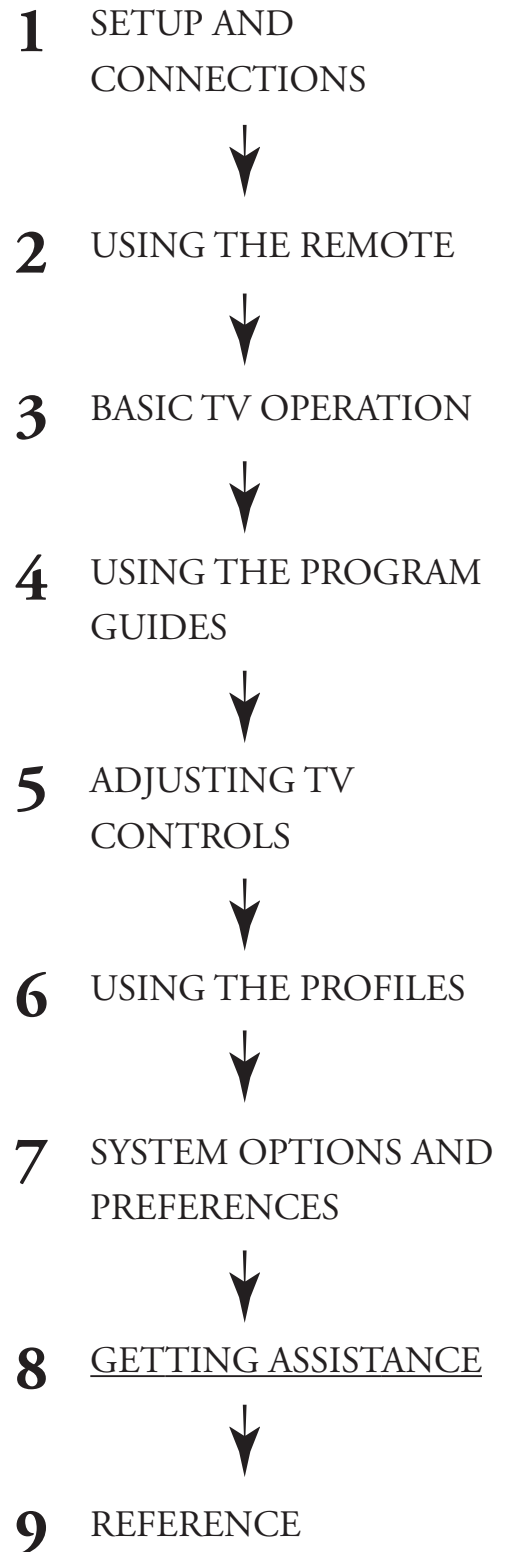 1 SETUP AND
CONNECTIONS
2 USING THE REMOTE
3 BASIC TV OPERATION
4 USING THE PROGRAM
GUIDES
5 ADJUSTING TV
CONTROLS
6 USING THE PROFILES
7 SYSTEM OPTIONS AND
PREFERENCES
8 GETTING ASSISTANCE
9 REFERENCE